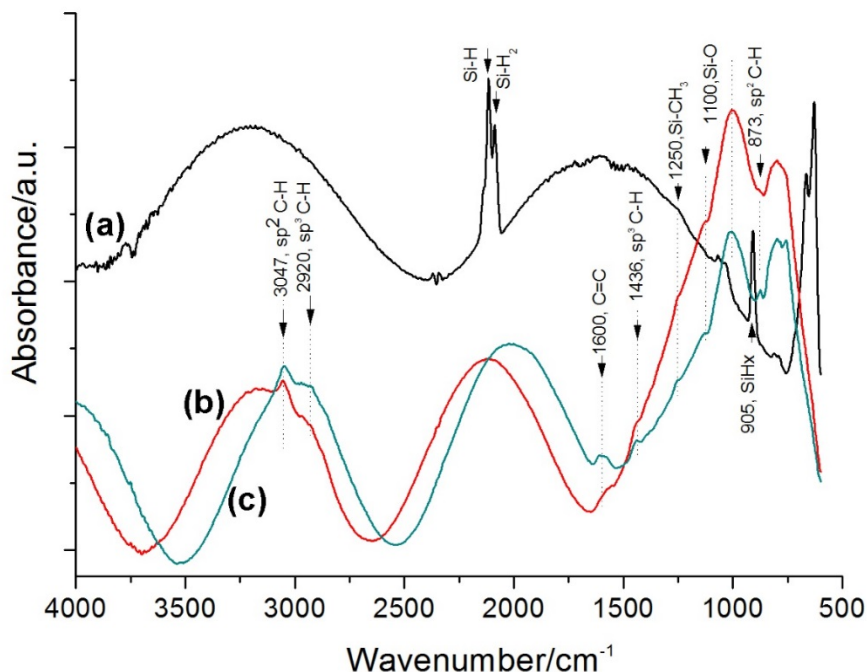 Si-H
Si-H₂
1250,Si-CH₃
1100,Si-O
873, sp² C-H
3047, sp² C-H
2920, sp³ C-H
1600, C=C
1436, sp³ C-H
905, SiHx
(a)
(b)
(c)
Absorbance/a.u.
4000
3500
3000
2500
2000
1500
1000
500
Wavenumber/cm⁻¹